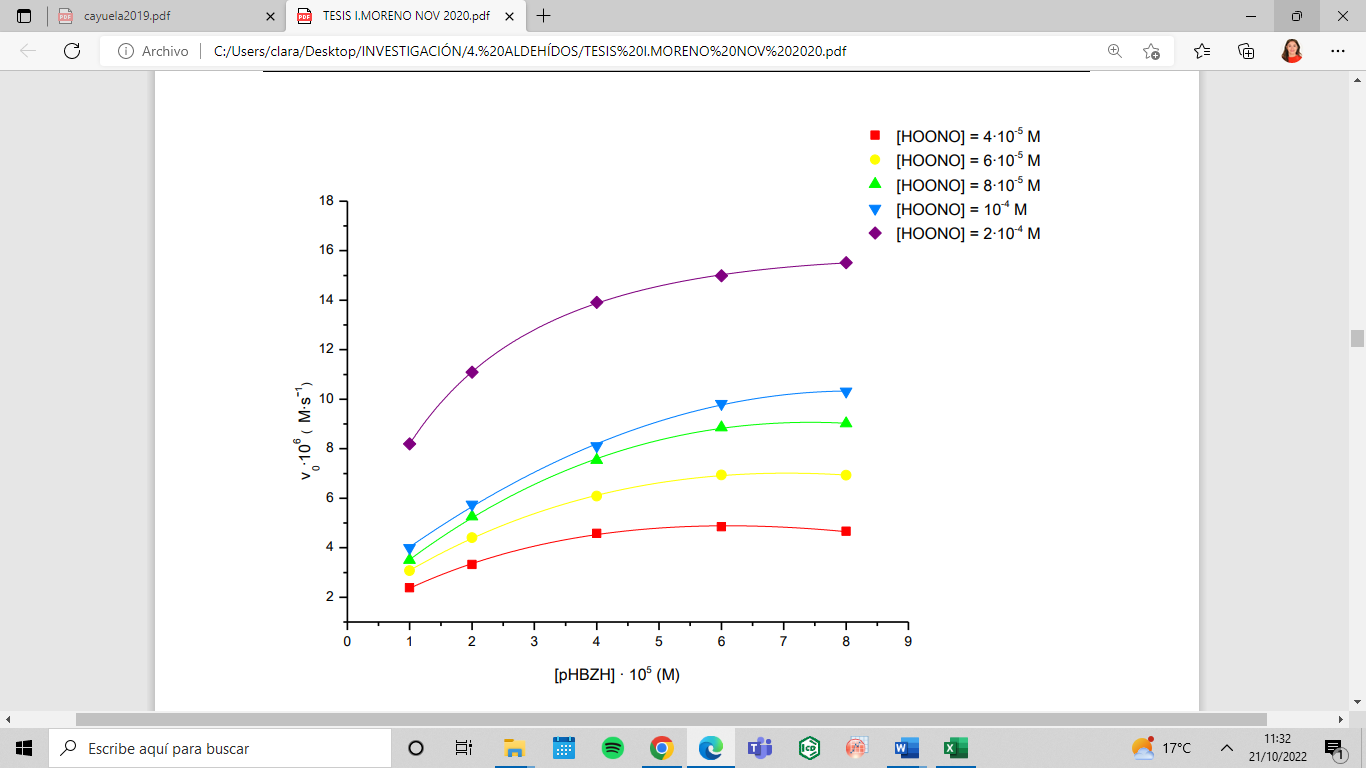 cayuela2019.pdf
TESIS I.MORENO NOV 2020.pdf
Archivo
C:/Users/clara/Desktop/INVESTIGACIÓN/4.%20ALDEHÍDOS/TESIS%20I.MORENO%20NOV%202020.pdf
[HOONO] = 4·10⁻⁵ M
[HOONO] = 6·10⁻⁵ M
[HOONO] = 8·10⁻⁵ M
[HOONO] = 10⁻⁴ M
[HOONO] = 2·10⁻⁴ M
18
16
14
12
10
8
6
4
2
v₀·10⁶ ( M·s⁻¹)
0 1 2 3 4 5 6 7 8 9
[pHBZH] · 10⁵ (M)
Escribe aquí para buscar
17°C
11:32
21/10/2022
1